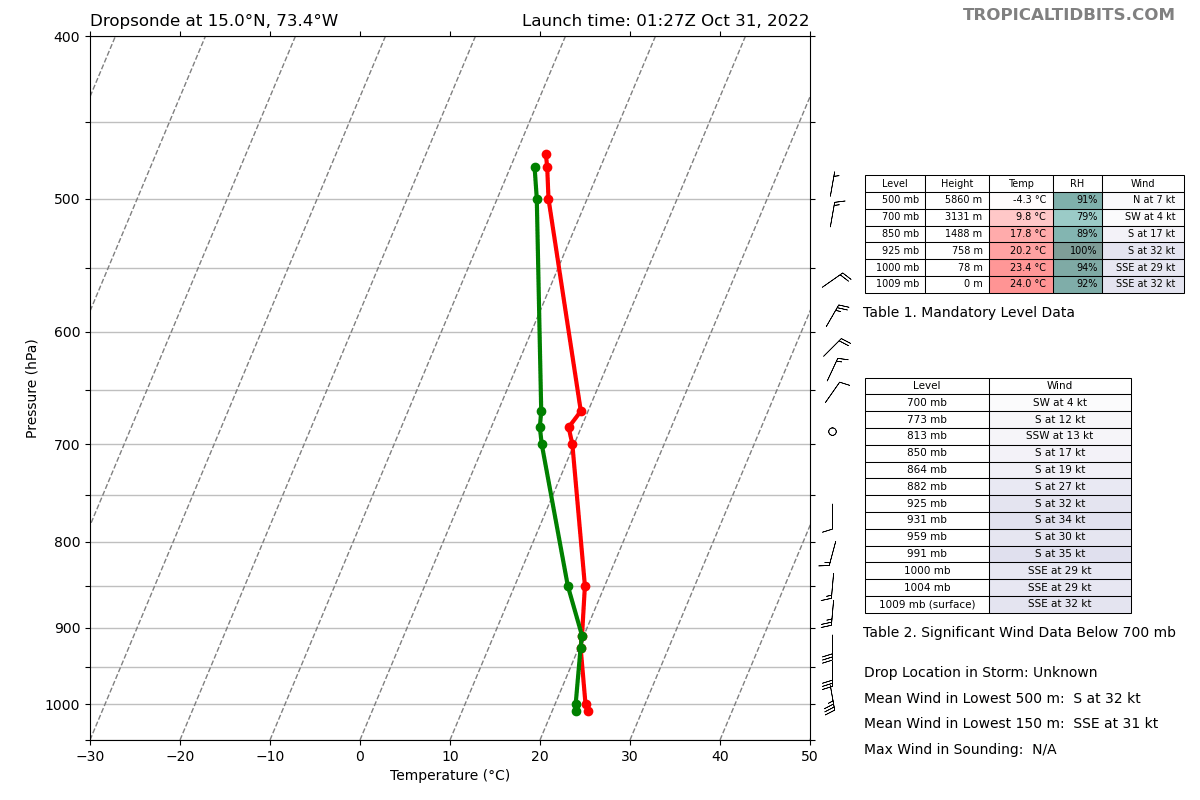 Dropsonde at 15.0°N, 73.4°W Launch time: 01:27Z Oct 31, 2022
TROPICALTIDBITS.COM
Pressure (hPa)
400
500
600
700
800
900
1000
−30 −20 −10 0 10 20 30 40 50
Temperature (°C)
Level Height Temp RH Wind
500 mb 5860 m -4.3 °C 91% N at 7 kt
700 mb 3131 m 9.8 °C 79% SW at 4 kt
850 mb 1488 m 17.8 °C 89% S at 17 kt
925 mb 758 m 20.2 °C 100% S at 32 kt
1000 mb 78 m 23.4 °C 94% SSE at 29 kt
1009 mb 0 m 24.0 °C 92% SSE at 32 kt
Table 1. Mandatory Level Data
Level Wind
700 mb SW at 4 kt
773 mb S at 12 kt
813 mb SSW at 13 kt
850 mb S at 17 kt
864 mb S at 19 kt
882 mb S at 27 kt
925 mb S at 32 kt
931 mb S at 34 kt
959 mb S at 30 kt
991 mb S at 35 kt
1000 mb SSE at 29 kt
1004 mb SSE at 29 kt
1009 mb (surface) SSE at 32 kt
Table 2. Significant Wind Data Below 700 mb
Drop Location in Storm: Unknown
Mean Wind in Lowest 500 m: S at 32 kt
Mean Wind in Lowest 150 m: SSE at 31 kt
Max Wind in Sounding: N/A